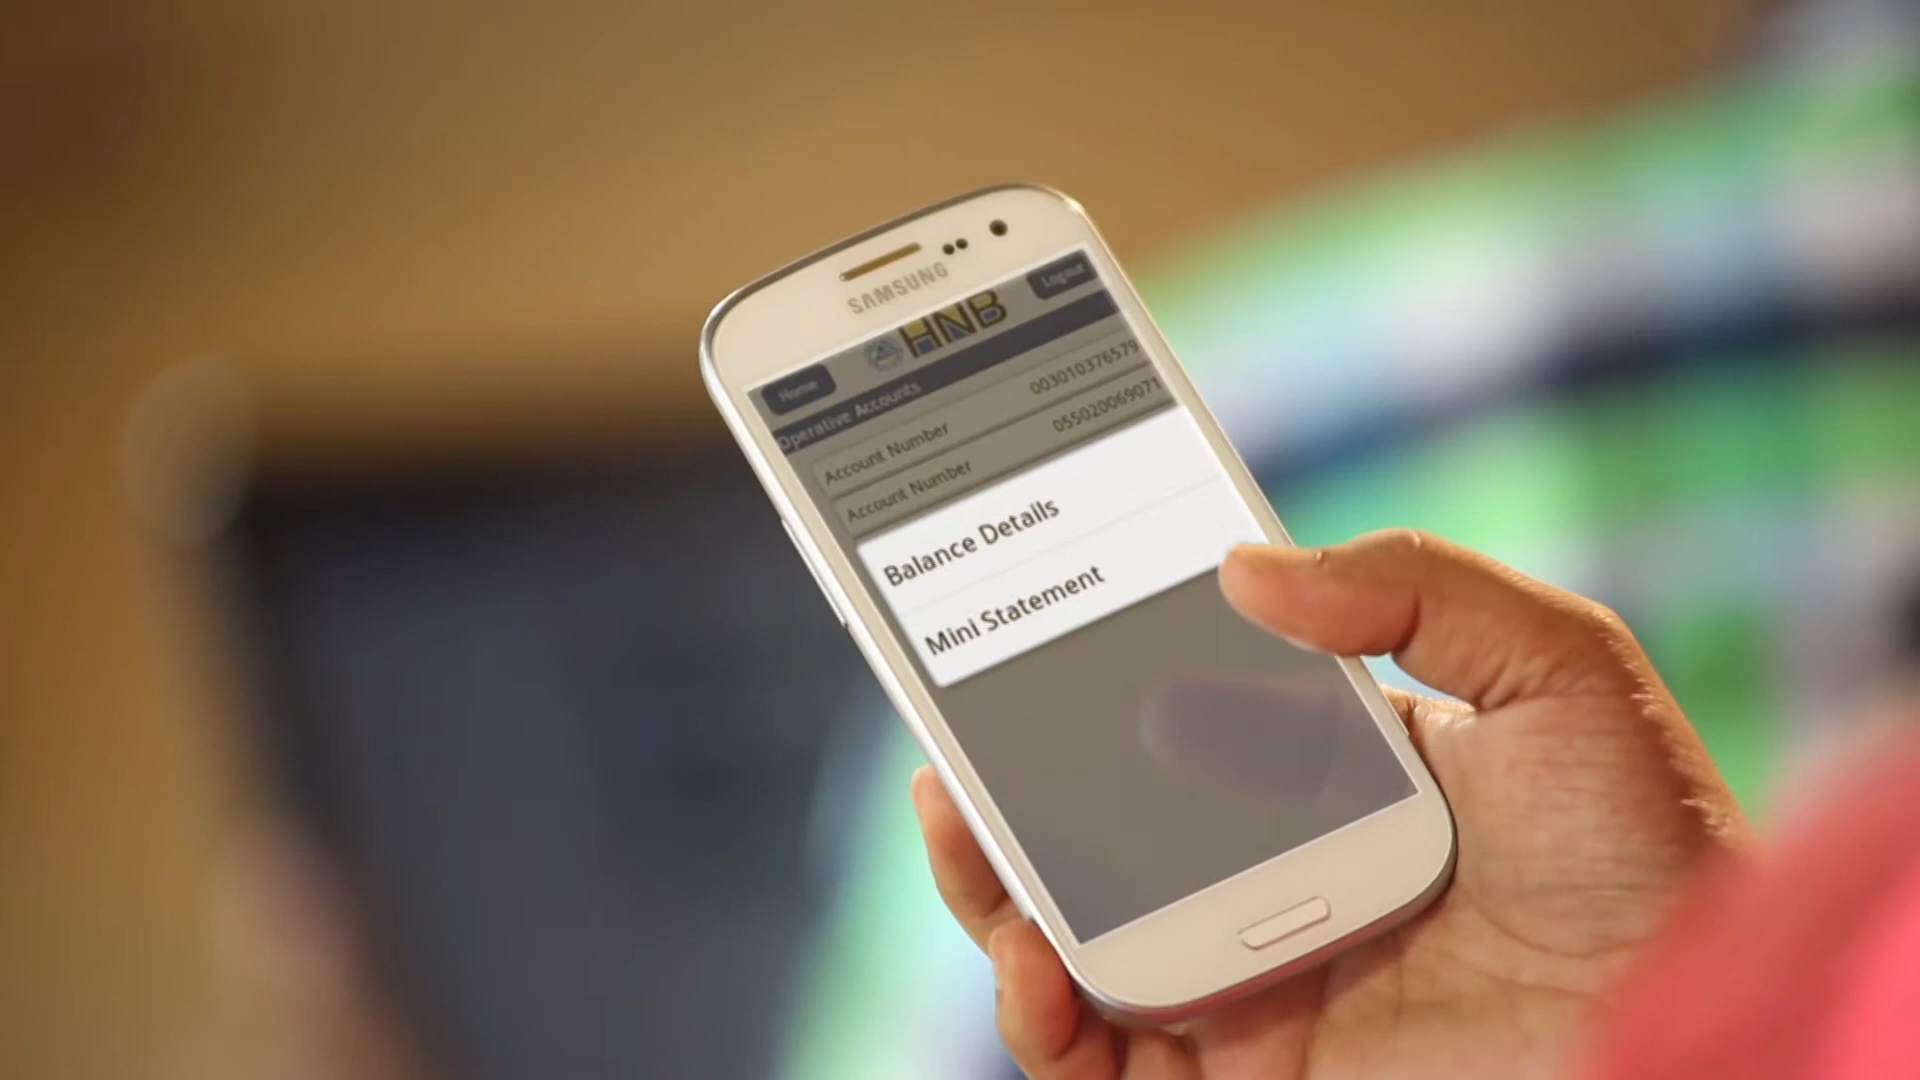 SAMSUNG
Home
HNB
Logout
Operative Accounts
Account Number 003010376579
Account Number 055020069071
Balance Details
Mini Statement